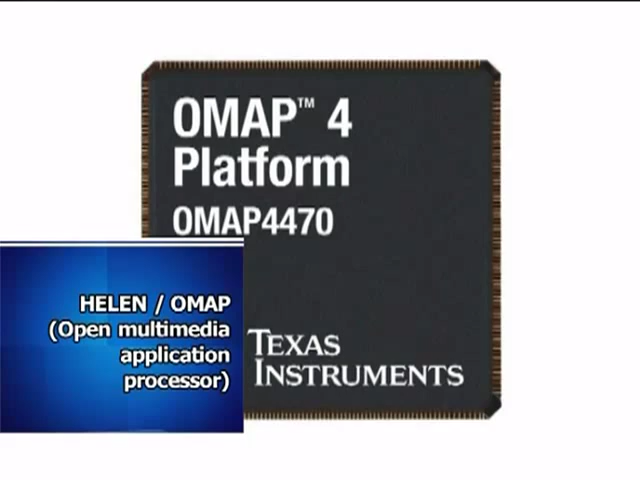 OMAP™ 4
Platform
OMAP4470
HELEN / OMAP
(Open multimedia
application
processor)
TEXAS
INSTRUMENTS